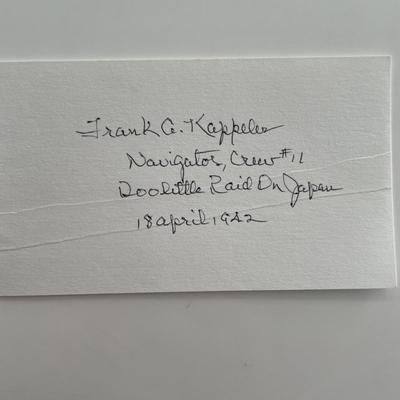 Frank A. Kappeler
Navigator, Crew #11
Doolittle Raid On Japan
18 April 1942